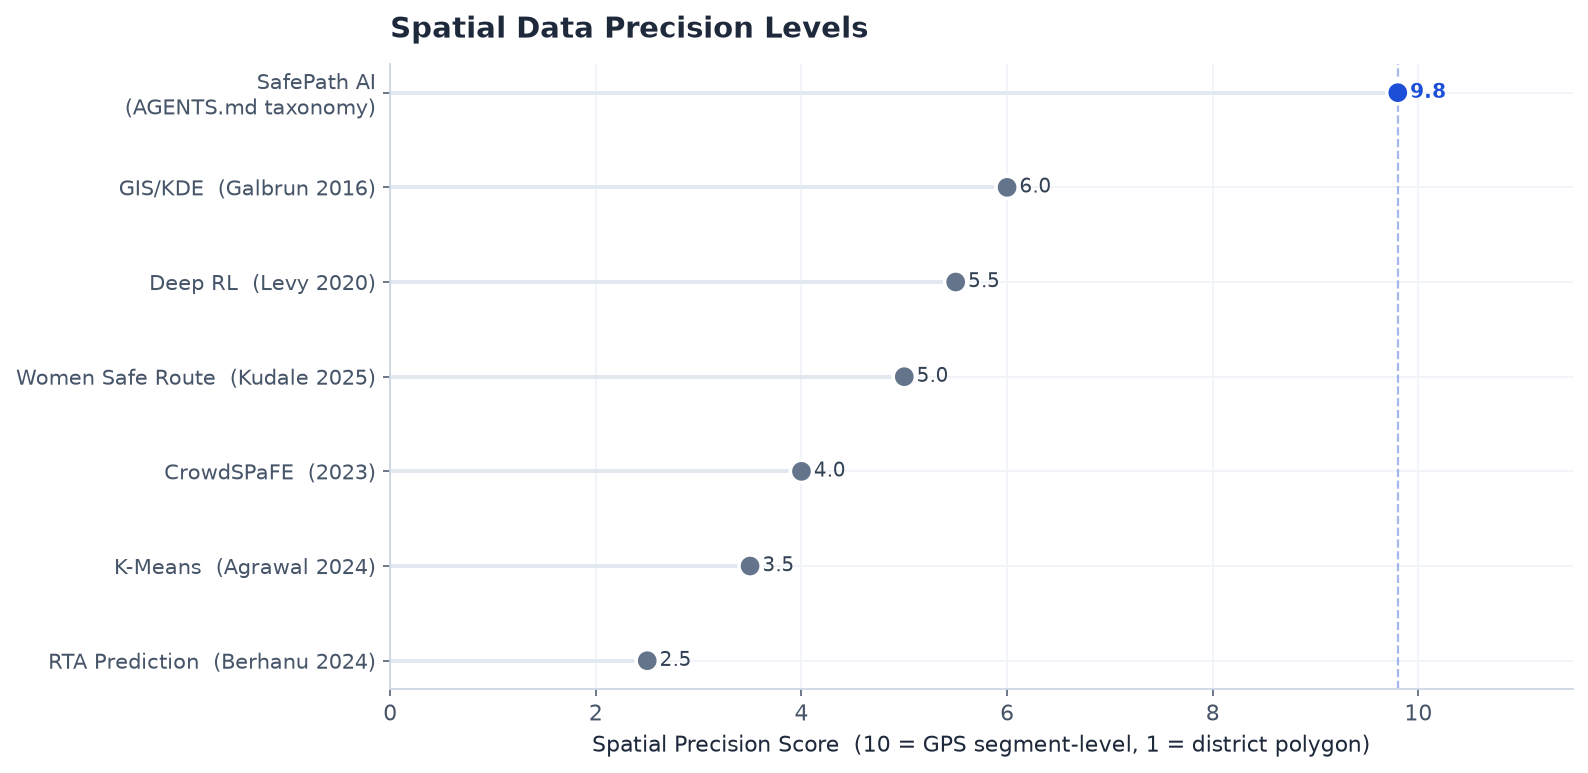 Spatial Data Precision Levels
SafePath AI
(AGENTS.md taxonomy)
9.8
GIS/KDE  (Galbrun 2016)
6.0
Deep RL  (Levy 2020)
5.5
Women Safe Route  (Kudale 2025)
5.0
CrowdSPaFE  (2023)
4.0
K-Means  (Agrawal 2024)
3.5
RTA Prediction  (Berhanu 2024)
2.5
0 2 4 6 8 10
Spatial Precision Score  (10 = GPS segment-level, 1 = district polygon)